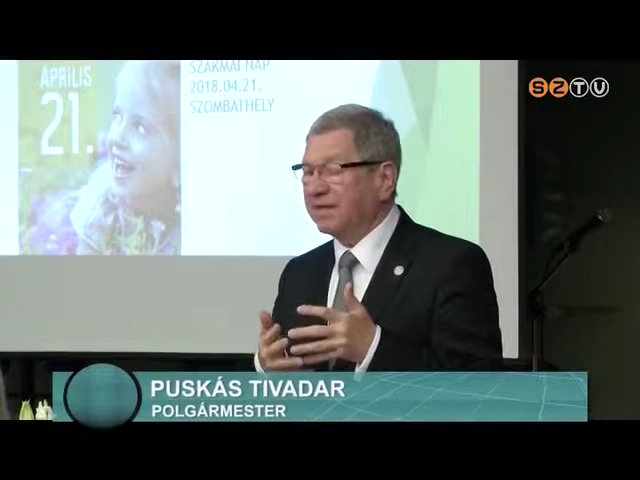 ÁPRILIS
21.
SZAKMAI NAP
2018.04.21.
SZOMBATHELY
SZTV
PUSKÁS TIVADAR
POLGÁRMESTER